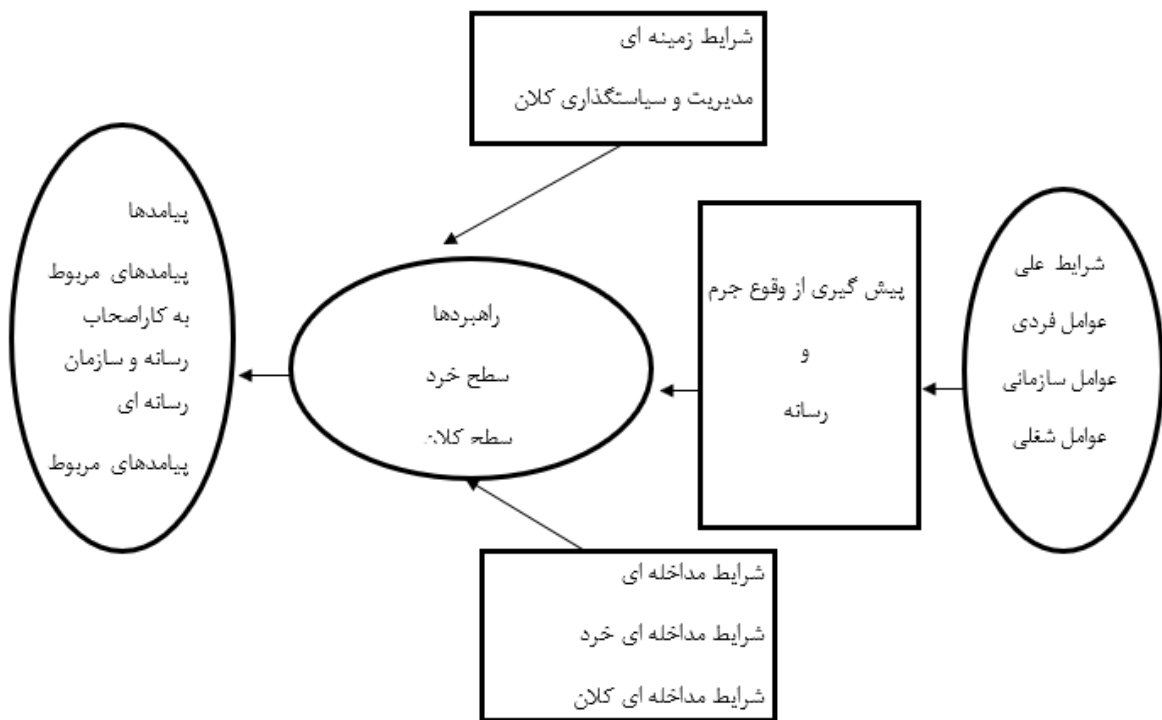 شرایط زمینه ای
مدیریت و سیاستگذاری کلان
شرایط علی
عوامل فردی
عوامل سازمانی
عوامل شغلی
پیش گیری از وقوع جرم
و
رسانه
راهبردها
سطح خرد
سطح کلان
پیامدها
پیامدهای مربوط
به کاراصحاب
رسانه و سازمان
رسانه ای
پیامدهای مربوط
شرایط مداخله ای
شرایط مداخله ای خرد
شرایط مداخله ای کلان